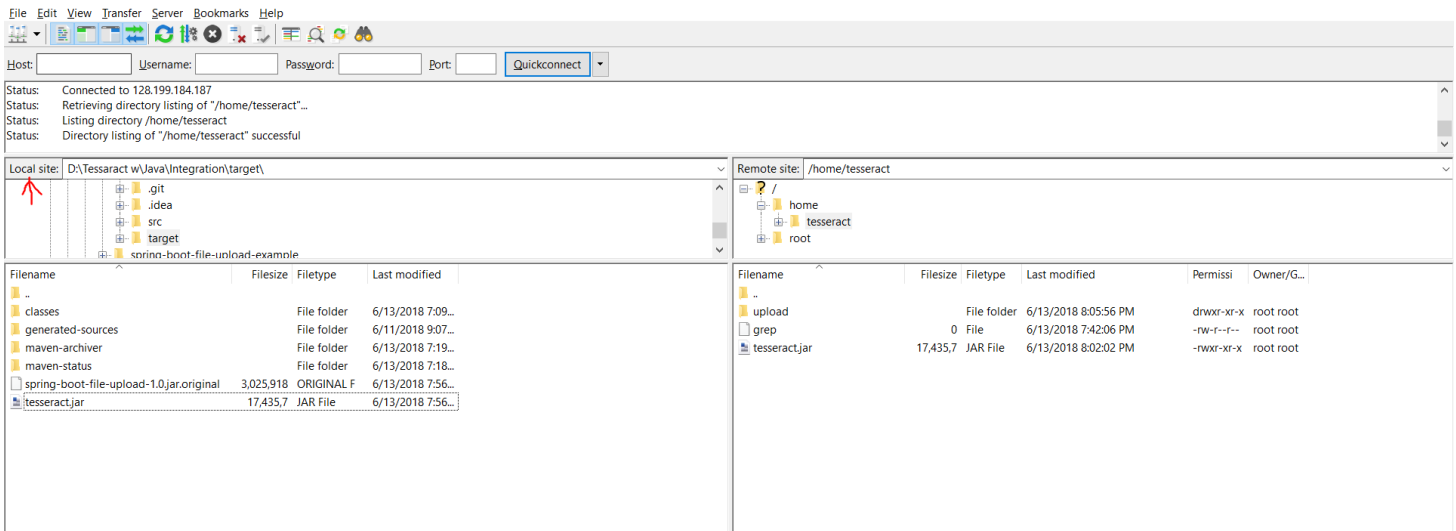 File Edit View Transfer Server Bookmarks Help
Host: Username: Password: Port: Quickconnect
Status: Connected to 128.199.184.187
Status: Retrieving directory listing of "/home/tesseract"...
Status: Listing directory /home/tesseract
Status: Directory listing of "/home/tesseract" successful
Local site: D:\Tessaract w\Java\Integration\target\
.git
.idea
src
target
spring-boot-file-upload-example
Filename Filesize Filetype Last modified
..
classes File folder 6/13/2018 7:09...
generated-sources File folder 6/11/2018 9:07...
maven-archiver File folder 6/13/2018 7:19...
maven-status File folder 6/13/2018 7:18...
spring-boot-file-upload-1.0.jar.original 3,025,918 ORIGINAL F 6/13/2018 7:56...
tesseract.jar 17,435,7 JAR File 6/13/2018 7:56...
Remote site: /home/tesseract
? /
home
tesseract
root
Filename Filesize Filetype Last modified Permissi Owner/G...
..
upload File folder 6/13/2018 8:05:56 PM drwxr-xr-x root root
grep 0 File 6/13/2018 7:42:06 PM -rw-r--r-- root root
tesseract.jar 17,435,7 JAR File 6/13/2018 8:02:02 PM -rwxr-xr-x root root